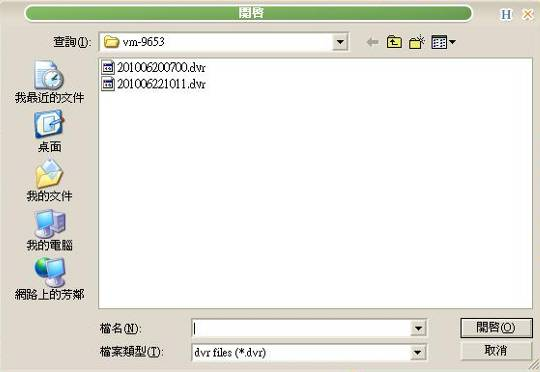 開啓
H
查詢(I):
vm-9653
201006200700.dvr
201006221011.dvr
我最近的文件
桌面
我的文件
我的電腦
網路上的芳鄰
檔名(N):
開啓(O)
檔案類型(T):
dvr files (*.dvr)
取消